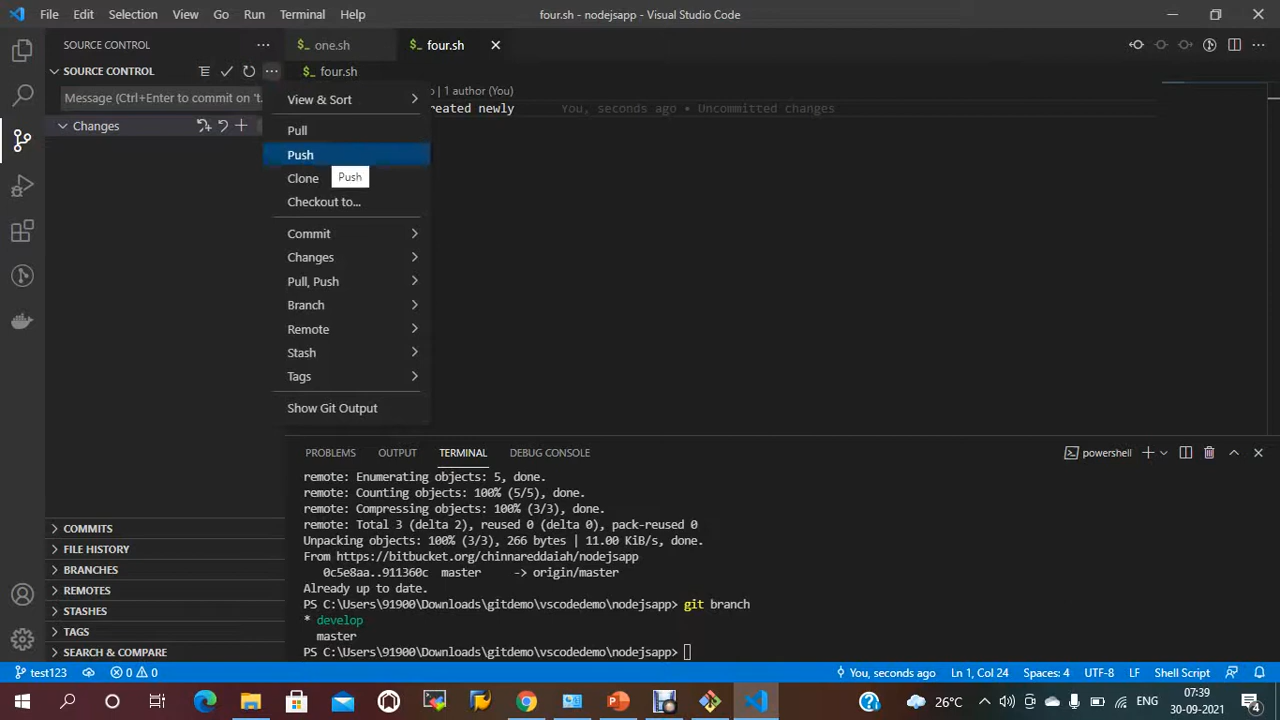 File Edit Selection View Go Run Terminal Help four.sh - nodejsapp - Visual Studio Code
SOURCE CONTROL
$ one.sh
$ four.sh
SOURCE CONTROL
$ four.sh
Message (Ctrl+Enter to commit on 't...
| 1 author (You)
reated newly You, seconds ago • Uncommitted changes
Changes
View & Sort
Pull
Push
Push
Clone
Checkout to...
Commit
Changes
Pull, Push
Branch
Remote
Stash
Tags
Show Git Output
PROBLEMS OUTPUT TERMINAL DEBUG CONSOLE powershell
remote: Enumerating objects: 5, done.
remote: Counting objects: 100% (5/5), done.
remote: Compressing objects: 100% (3/3), done.
remote: Total 3 (delta 2), reused 0 (delta 0), pack-reused 0
Unpacking objects: 100% (3/3), 266 bytes | 11.00 KiB/s, done.
From https://bitbucket.org/chinnareddaiah/nodejsapp
0c5e8aa..911360c master -> origin/master
Already up to date.
PS C:\Users\91900\Downloads\gitdemo\vscodedemo\nodejsapp> git branch
* develop
master
PS C:\Users\91900\Downloads\gitdemo\vscodedemo\nodejsapp>
COMMITS
FILE HISTORY
BRANCHES
REMOTES
STASHES
TAGS
SEARCH & COMPARE
test123 0 0 You, seconds ago Ln 1, Col 24 Spaces: 4 UTF-8 LF Shell Script
26°C ENG 07:39
30-09-2021 4